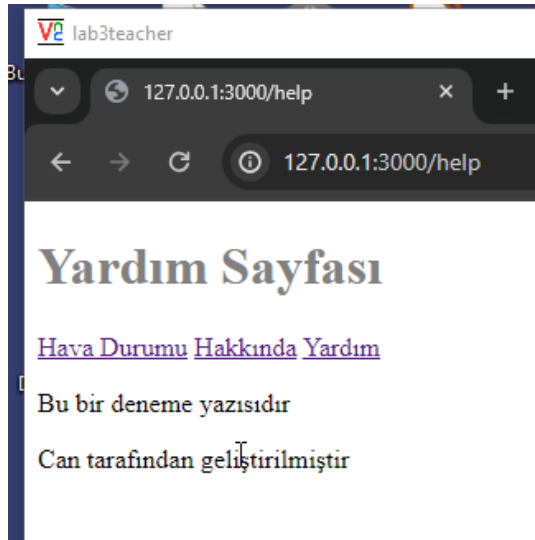 lab3teacher
127.0.0.1:3000/help
127.0.0.1:3000/help
Yardım Sayfası
Hava Durumu Hakkında Yardım
Bu bir deneme yazısıdır
Can tarafından geliştirilmiştir